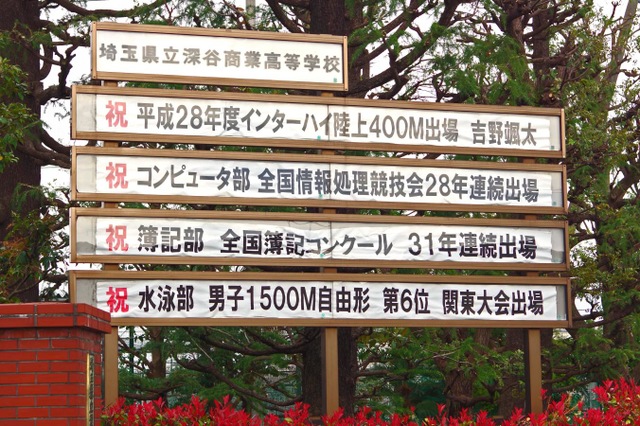 埼玉県立深谷商業高等学校
祝 平成28年度インターハイ陸上400M出場 吉野颯太
祝 コンピュータ部 全国情報処理競技会28年連続出場
祝 簿記部 全国簿記コンクール 31年連続出場
祝 水泳部 男子1500M自由形 第6位 関東大会出場